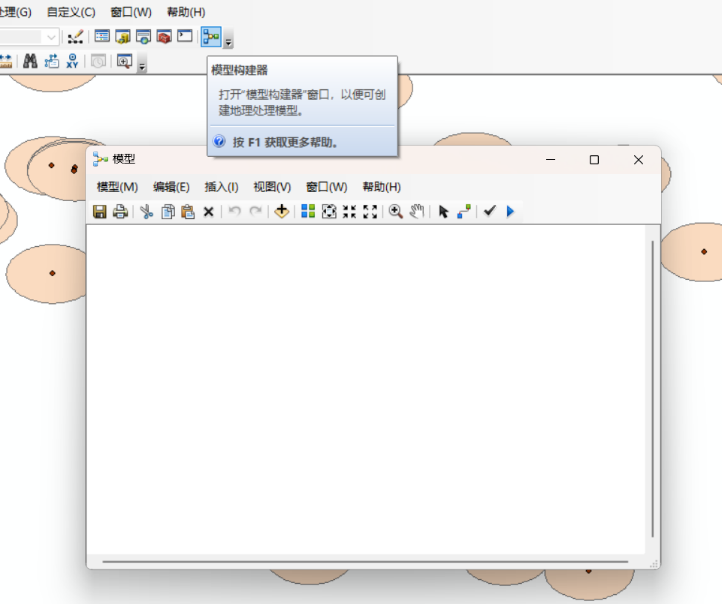 处理(G) 自定义(C) 窗口(W) 帮助(H)
XY
模型构建器
打开"模型构建器"窗口，以便可创
建地理处理模型。
按 F1 获取更多帮助。
模型
模型(M) 编辑(E) 插入(I) 视图(V) 窗口(W) 帮助(H)